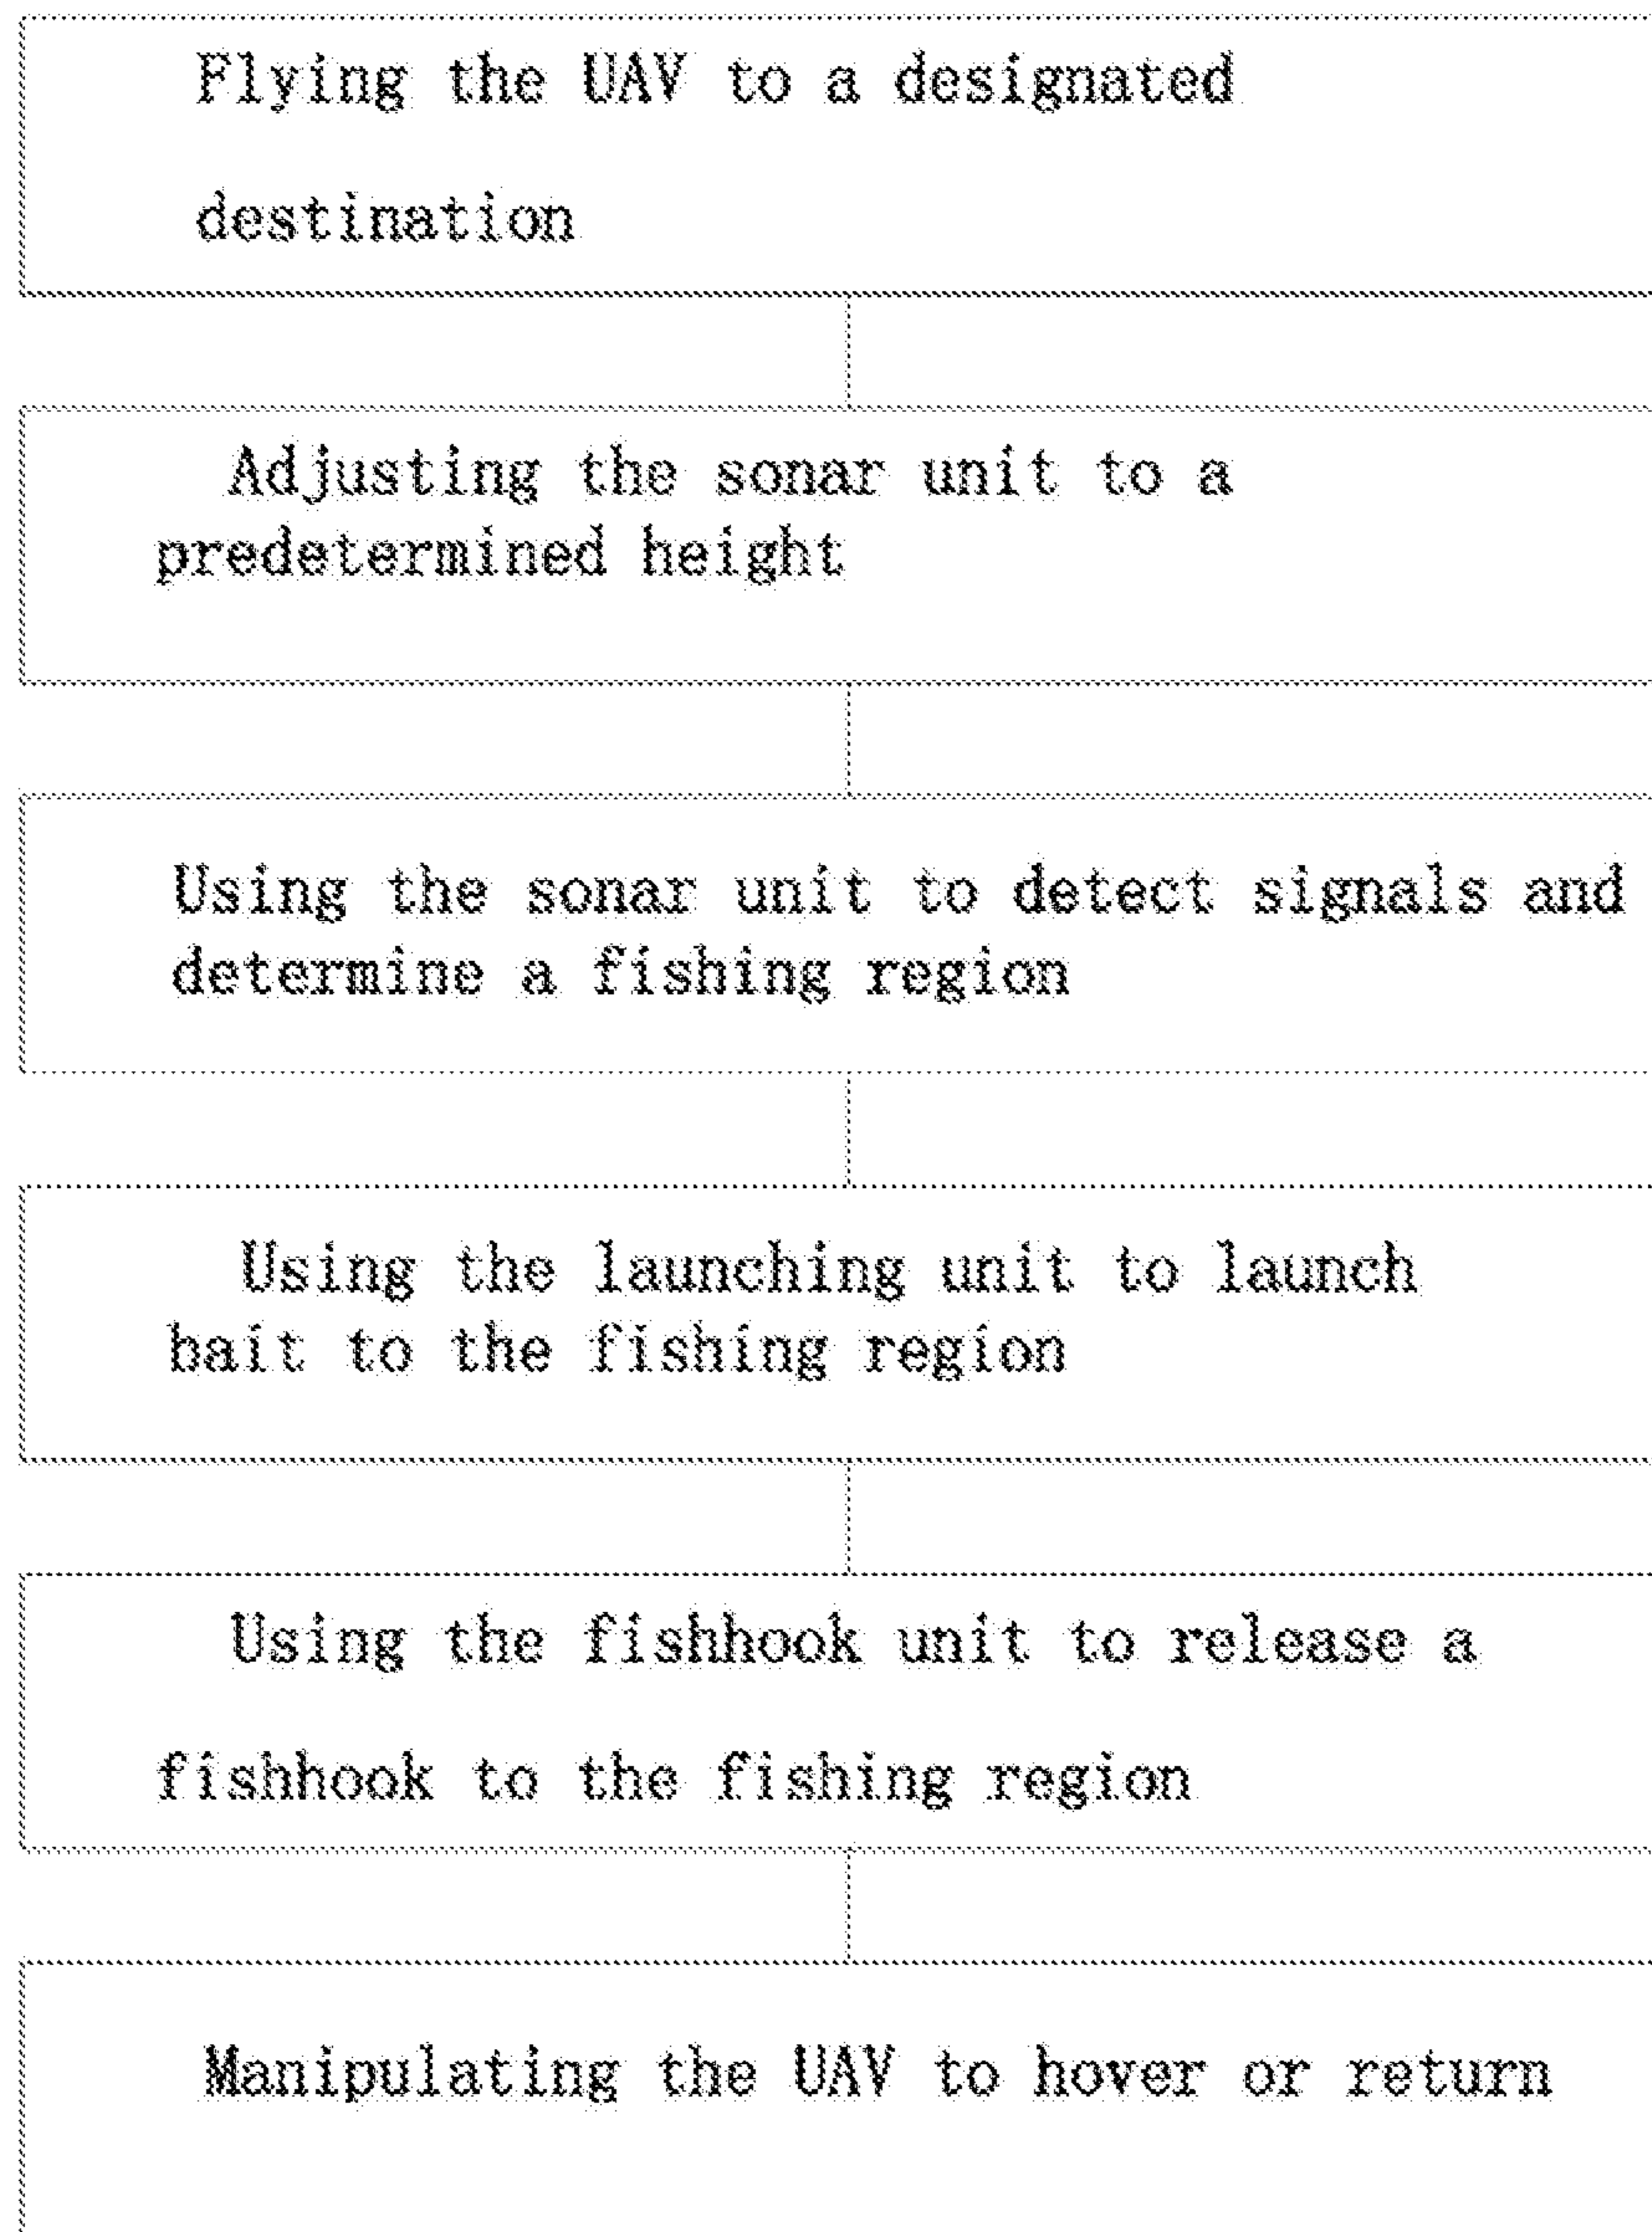 Flying the UAV to a designated
destination
Adjusting the sonar unit to a
predetermined height
Using the sonar unit to detect signals and
determine a fishing region
Using the launching unit to launch
bait to the fishing region
Using the fishhook unit to release a
fishhook to the fishing region
Manipulating the UAV to hover or return